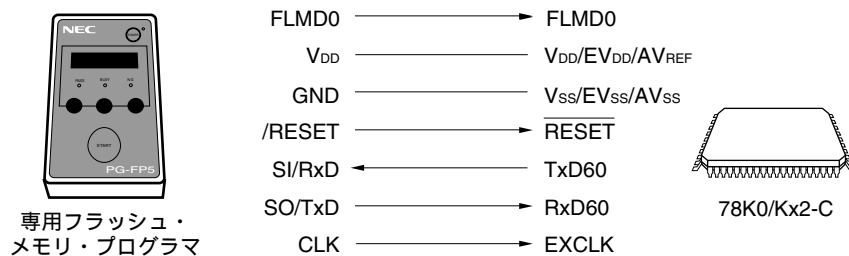 NEC
START
PG-FP5
専用フラッシュ・
メモリ・プログラマ
FLMD0 FLMD0
VDD VDD/EVDD/AVREF
GND VSS/EVSS/AVSS
/RESET RESET
SI/RxD TxD60
SO/TxD RxD60
CLK EXCLK
78K0/Kx2-C